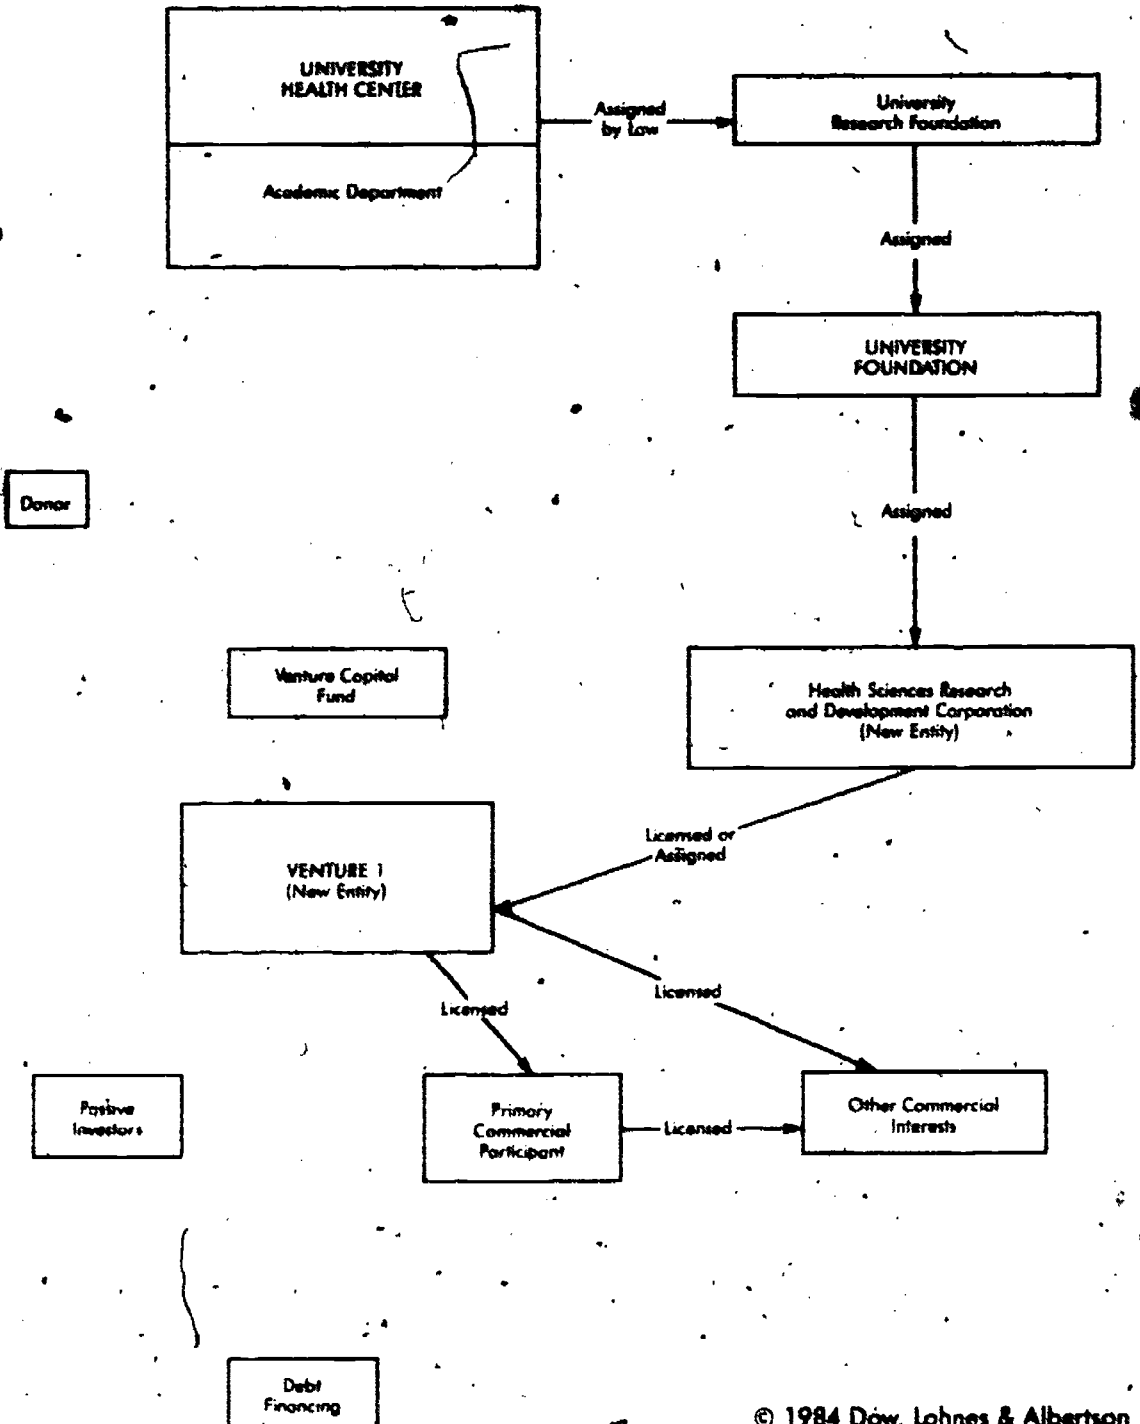 UNIVERSITY
HEALTH CENTER
Academic Department
Assigned
by Law
University
Research Foundation
Assigned
UNIVERSITY
FOUNDATION
Donor
Assigned
Venture Capital
Fund
Health Sciences Research
and Development Corporation
(New Entity)
Licensed or
Assigned
VENTURE 1
(New Entity)
Licensed
Licensed
Passive
Investors
Primary
Commercial
Participant
Licensed
Other Commercial
Interests
Debt
Financing
© 1984 Dow, Lohnes & Albertson